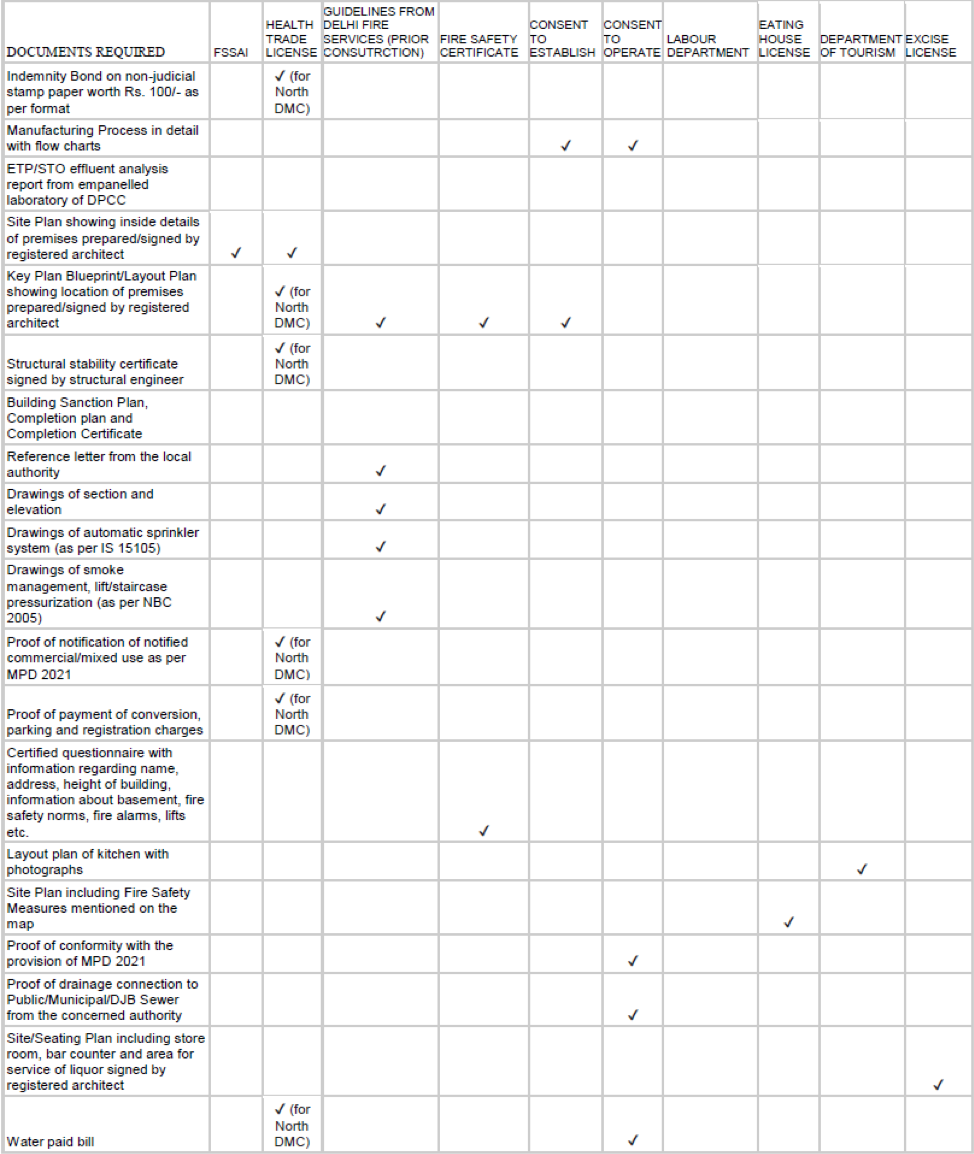 DOCUMENTS REQUIRED
FSSAI
HEALTH
TRADE
LICENSE
GUIDELINES FROM
DELHI FIRE
SERVICES (PRIOR
CONSUTRCTION)
FIRE SAFETY
CERTIFICATE
CONSENT
TO
ESTABLISH
CONSENT
TO
OPERATE
LABOUR
DEPARTMENT
EATING
HOUSE
LICENSE
DEPARTMENT
OF TOURISM
EXCISE
LICENSE
Indemnity Bond on non-judicial
stamp paper worth Rs. 100/- as
per format
✓ (for
North
DMC)
Manufacturing Process in detail
with flow charts
✓ ✓
ETP/STO effluent analysis
report from empanelled
laboratory of DPCC
Site Plan showing inside details
of premises prepared/signed by
registered architect
✓ ✓
Key Plan Blueprint/Layout Plan
showing location of premises
prepared/signed by registered
architect
✓ (for
North
DMC)
✓ ✓ ✓
Structural stability certificate
signed by structural engineer
✓ (for
North
DMC)
Building Sanction Plan,
Completion plan and
Completion Certificate
Reference letter from the local
authority
✓
Drawings of section and
elevation
✓
Drawings of automatic sprinkler
system (as per IS 15105)
✓
Drawings of smoke
management, lift/staircase
pressurization (as per NBC
2005)
✓
Proof of notification of notified
commercial/mixed use as per
MPD 2021
✓ (for
North
DMC)
Proof of payment of conversion,
parking and registration charges
✓ (for
North
DMC)
Certified questionnaire with
information regarding name,
address, height of building,
information about basement, fire
safety norms, fire alarms, lifts
etc.
✓
Layout plan of kitchen with
photographs
✓
Site Plan including Fire Safety
Measures mentioned on the
map
✓
Proof of conformity with the
provision of MPD 2021
✓
Proof of drainage connection to
Public/Municipal/DJB Sewer
from the concerned authority
✓
Site/Seating Plan including store
room, bar counter and area for
service of liquor signed by
registered architect
✓
Water paid bill
✓ (for
North
DMC)
✓